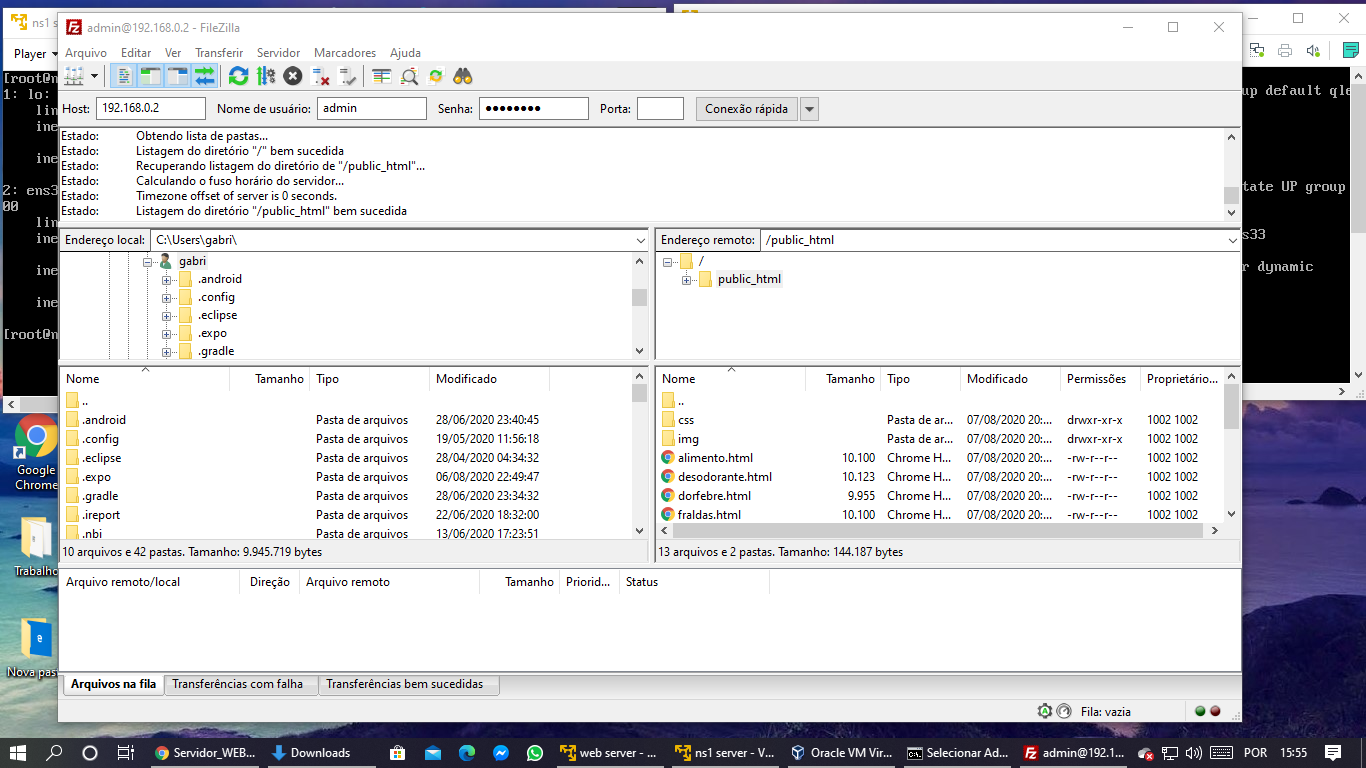 ns1 s
admin@192.168.0.2 - FileZilla
Player
Arquivo Editar Ver Transferir Servidor Marcadores Ajuda
[root@n
1: lo:
lin
ine
ine
2: ens3
00
lin
ine
ine
ine
[root@n
up default qle
tate UP group
s33
r dynamic
Host: 192.168.0.2 Nome de usuário: admin Senha: ●●●●●●●● Porta: Conexão rápida
Estado: Obtendo lista de pastas...
Estado: Listagem do diretório "/" bem sucedida
Estado: Recuperando listagem do diretório de "/public_html"...
Estado: Calculando o fuso horário do servidor...
Estado: Timezone offset of server is 0 seconds.
Estado: Listagem do diretório "/public_html" bem sucedida
Endereço local: C:\Users\gabri\
gabri
.android
.config
.eclipse
.expo
.gradle
Endereço remoto: /public_html
/
public_html
Nome Tamanho Tipo Modificado
..
.android Pasta de arquivos 28/06/2020 23:40:45
.config Pasta de arquivos 19/05/2020 11:56:18
.eclipse Pasta de arquivos 28/04/2020 04:34:32
.expo Pasta de arquivos 06/08/2020 22:49:47
.gradle Pasta de arquivos 28/06/2020 23:34:32
.ireport Pasta de arquivos 22/06/2020 18:32:00
.nbi Pasta de arquivos 13/06/2020 17:23:51
10 arquivos e 42 pastas. Tamanho: 9.945.719 bytes
Nome Tamanho Tipo Modificado Permissões Proprietário...
..
css Pasta de ar... 07/08/2020 20:... drwxr-xr-x 1002 1002
img Pasta de ar... 07/08/2020 20:... drwxr-xr-x 1002 1002
alimento.html 10.100 Chrome H... 07/08/2020 20:... -rw-r--r-- 1002 1002
desodorante.html 10.123 Chrome H... 07/08/2020 20:... -rw-r--r-- 1002 1002
dorfebre.html 9.955 Chrome H... 07/08/2020 20:... -rw-r--r-- 1002 1002
fraldas.html 10.100 Chrome H... 07/08/2020 20:... -rw-r--r-- 1002 1002
13 arquivos e 2 pastas. Tamanho: 144.187 bytes
Arquivo remoto/local Direção Arquivo remoto Tamanho Priorid... Status
Arquivos na fila Transferências com falha Transferências bem sucedidas
Fila: vazia
Google
Chrome
Trabalho
Nova pas
Servidor_WEB... Downloads web server - ... ns1 server - V... Oracle VM Vir... Selecionar Ad... admin@192.1... POR 15:55